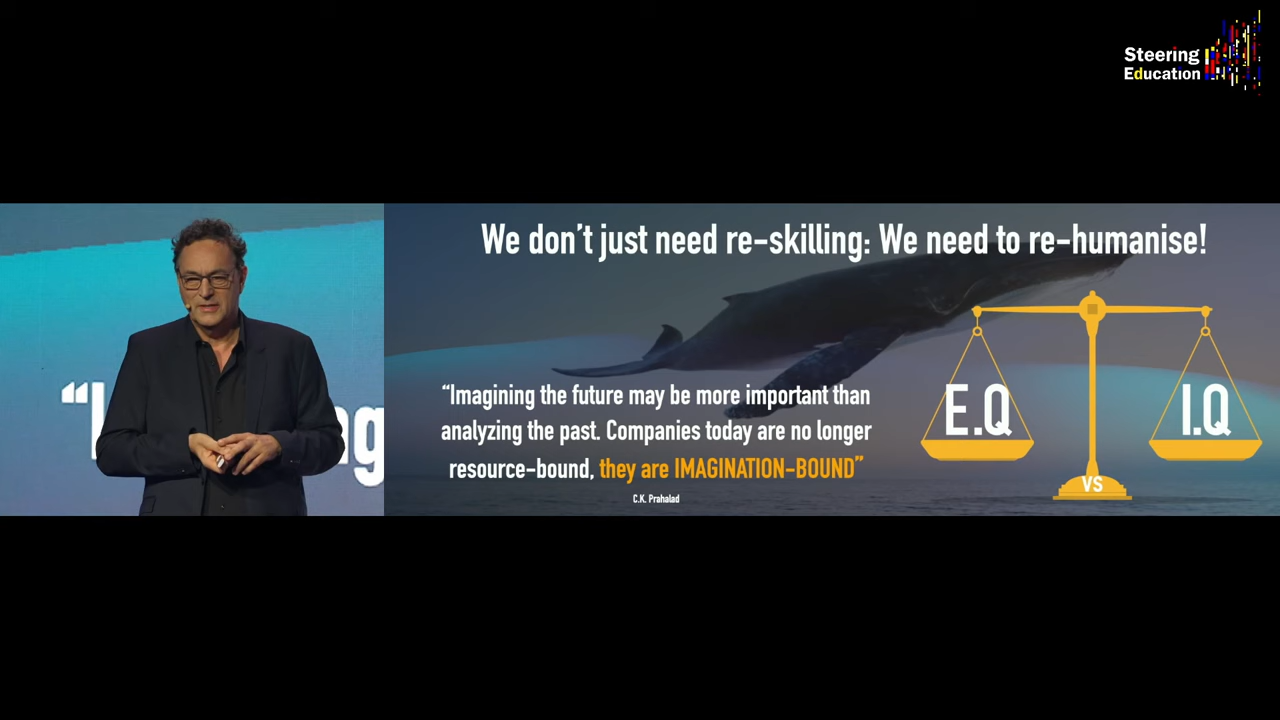 Steering
Education
We don't just need re-skilling: We need to re-humanise!
"Imagining the future may be more important than
analyzing the past. Companies today are no longer
resource-bound, they are IMAGINATION-BOUND"
C.K. Prahalad
E.Q
I.Q
VS